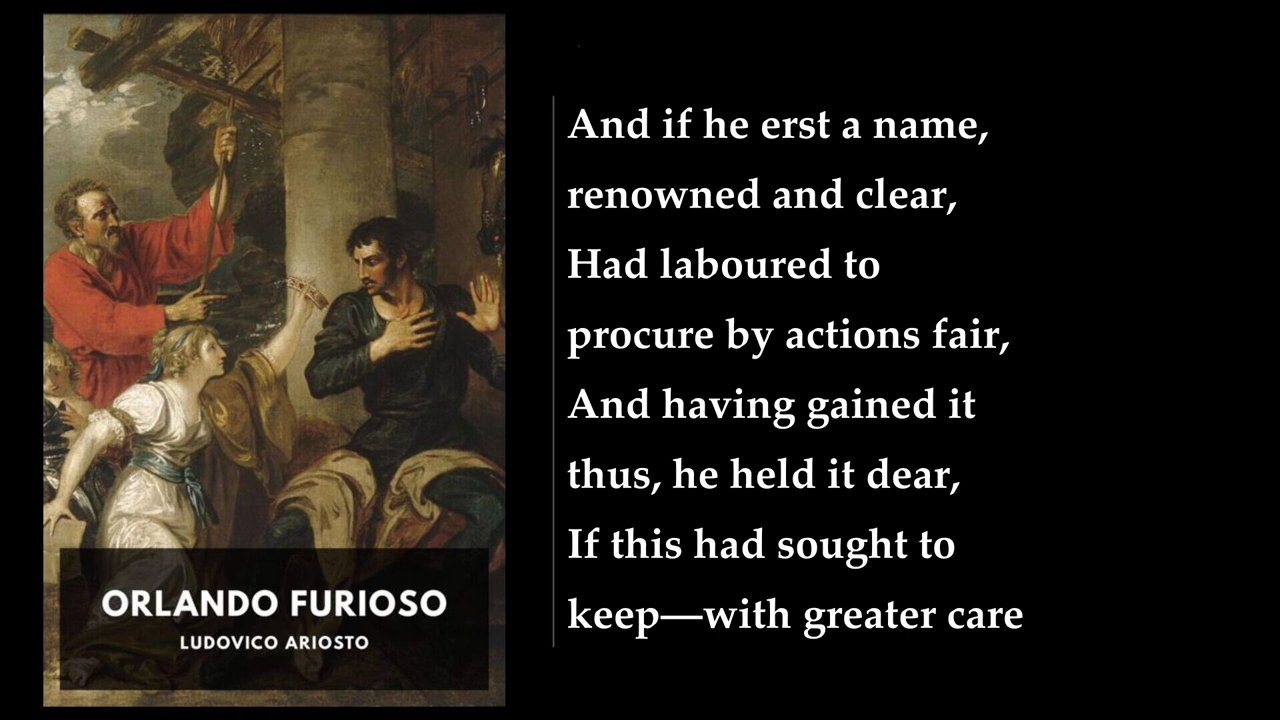 ORLANDO FURIOSO
LUDOVICO ARIOSTO
And if he erst a name,
renowned and clear,
Had laboured to
procure by actions fair,
And having gained it
thus, he held it dear,
If this had sought to
keep—with greater care